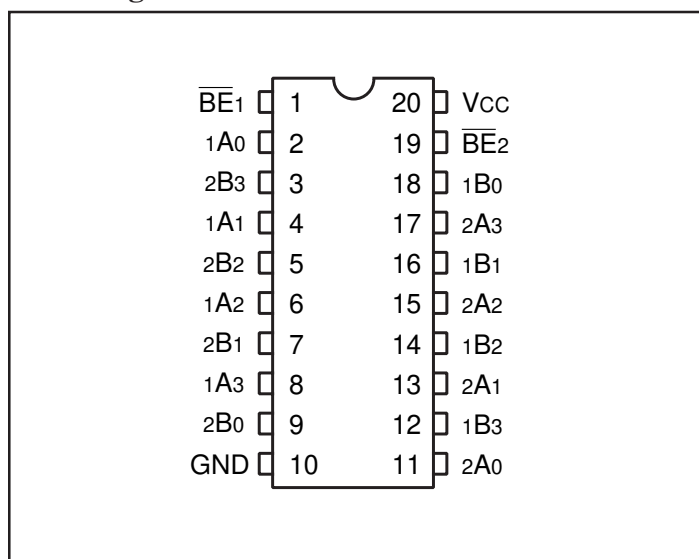 B̅E̅1 1 20 VCC
1A0 2 19 B̅E̅2
2B3 3 18 1B0
1A1 4 17 2A3
2B2 5 16 1B1
1A2 6 15 2A2
2B1 7 14 1B2
1A3 8 13 2A1
2B0 9 12 1B3
GND 10 11 2A0